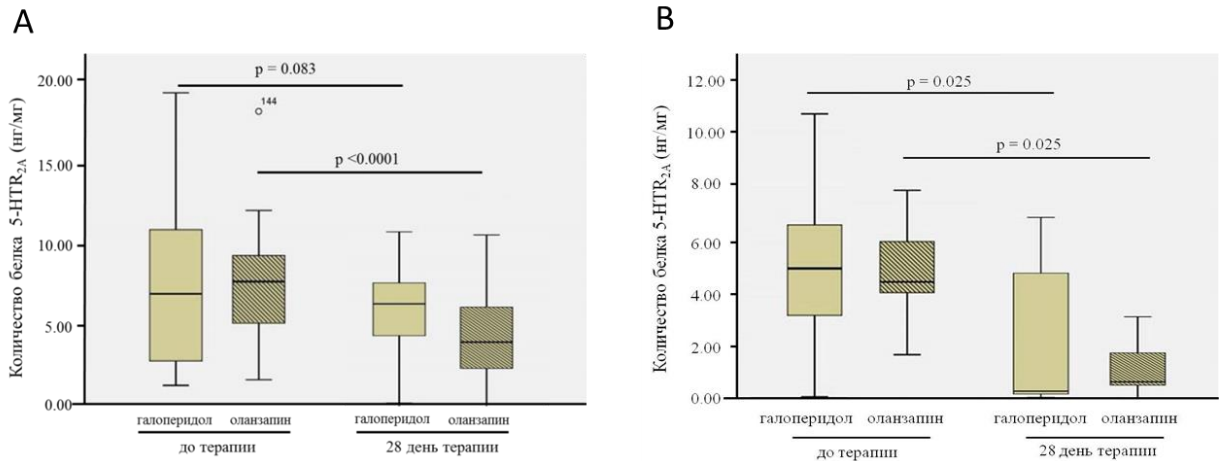 A
Количество белка 5-HTR2A (нг/мг)
20.00
15.00
10.00
5.00
0.00
p = 0.083
144
p <0.0001
галоперидол оланзапин галоперидол оланзапин
до терапии 28 день терапии
B
Количество белка 5-HTR2A (нг/мг)
12.00
10.00
8.00
6.00
4.00
2.00
0.00
p = 0.025
p = 0.025
галоперидол оланзапин галоперидол оланзапин
до терапии 28 день терапии